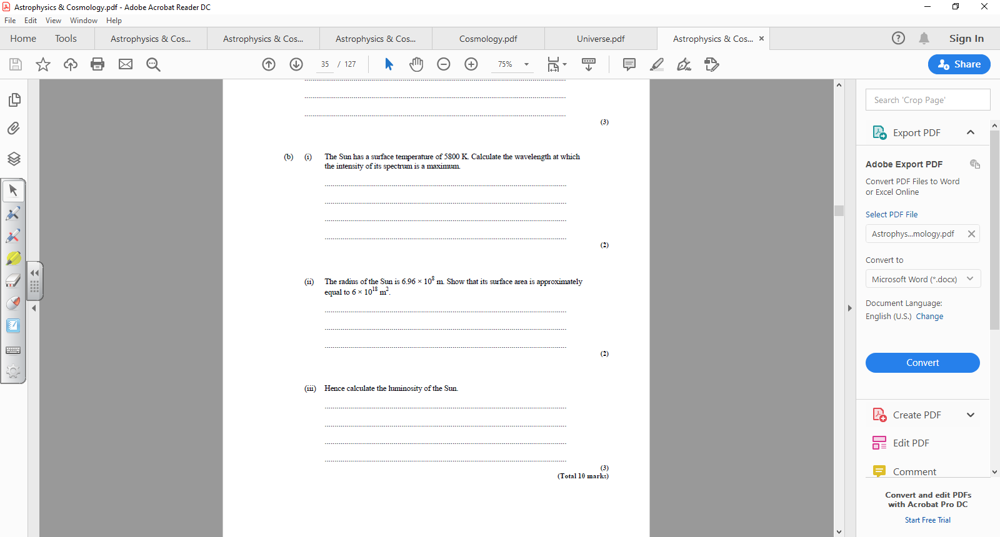 Astrophysics & Cosmology.pdf - Adobe Acrobat Reader DC
File Edit View Window Help
Home Tools Astrophysics & Cos... Astrophysics & Cos... Astrophysics & Cos... Cosmology.pdf Universe.pdf Astrophysics & Cos... × Sign In
35 / 127 75% Share
(3)
(b) (i) The Sun has a surface temperature of 5800 K. Calculate the wavelength at which
the intensity of its spectrum is a maximum.
(2)
(ii) The radius of the Sun is 6.96 × 10⁸ m. Show that its surface area is approximately
equal to 6 × 10¹⁸ m².
(2)
(iii) Hence calculate the luminosity of the Sun.
(3)
(Total 10 marks)
Search 'Crop Page'
Export PDF
Adobe Export PDF
Convert PDF Files to Word
or Excel Online
Select PDF File
Astrophys...mology.pdf
Convert to
Microsoft Word (*.docx)
Document Language:
English (U.S.) Change
Convert
Create PDF
Edit PDF
Comment
Convert and edit PDFs
with Acrobat Pro DC
Start Free Trial